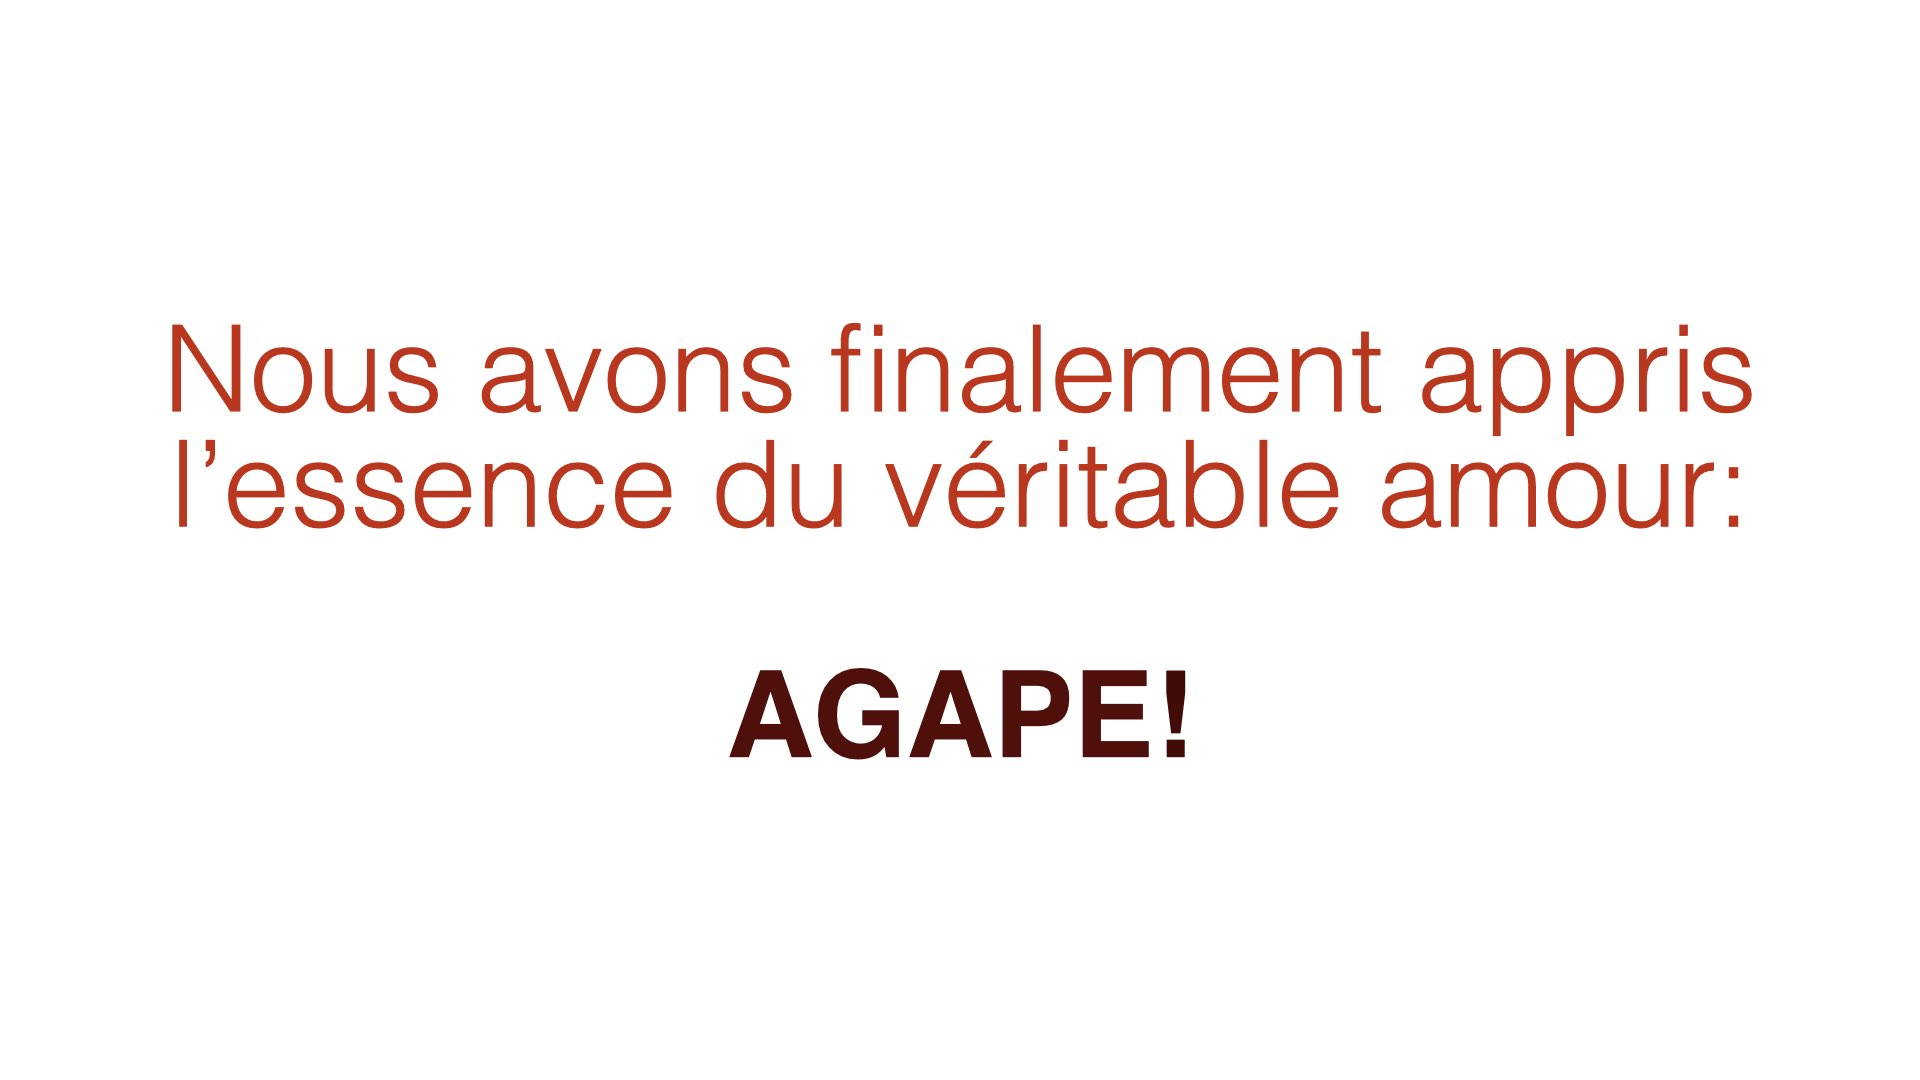 Nous avons finalement appris
l’essence du véritable amour:
AGAPE!